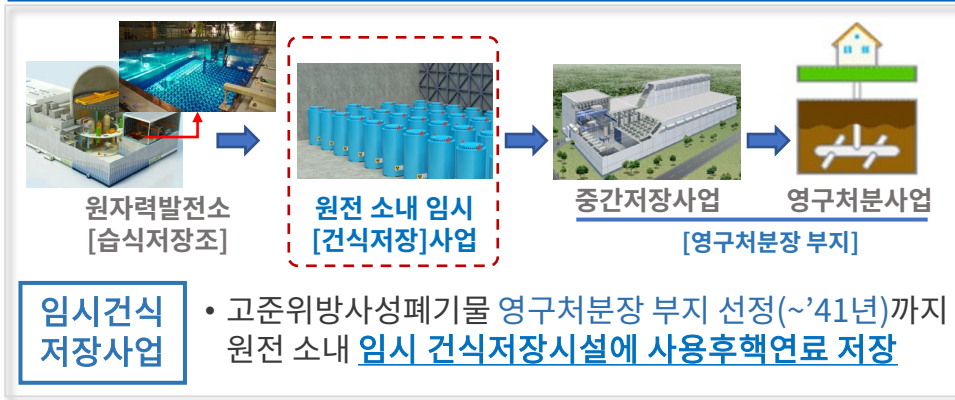 원자력발전소
[습식저장조]
원전 소내 임시
[건식저장]사업
중간저장사업
영구처분사업
[영구처분장 부지]
임시건식
저장사업
• 고준위방사성폐기물 영구처분장 부지 선정(~’41년)까지
원전 소내 임시 건식저장시설에 사용후핵연료 저장